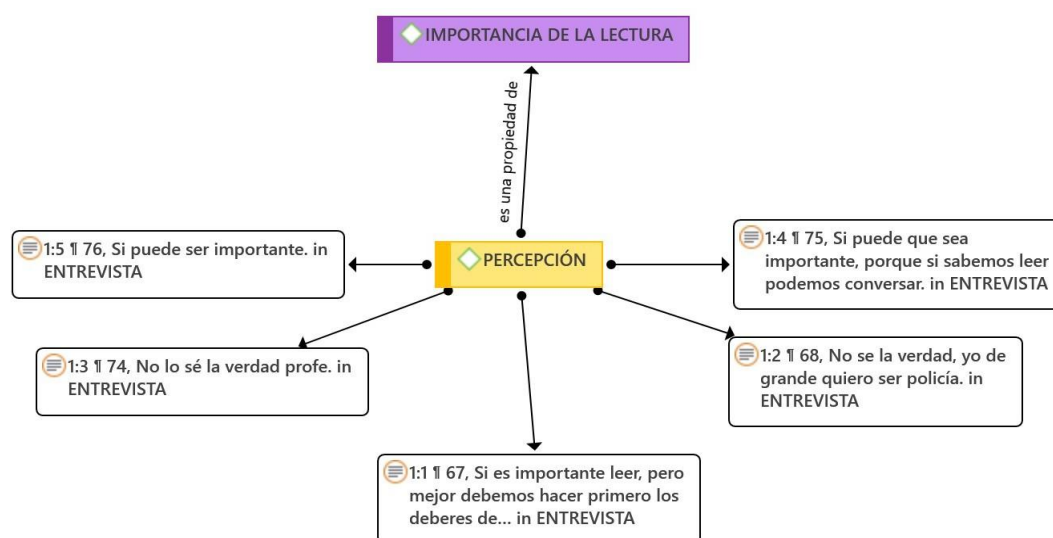 IMPORTANCIA DE LA LECTURA
es una propiedad de
1:5 ¶ 76, Si puede ser importante. in
ENTREVISTA
PERCEPCIÓN
1:4 ¶ 75, Si puede que sea
importante, porque si sabemos leer
podemos conversar. in ENTREVISTA
1:3 ¶ 74, No lo sé la verdad profe. in
ENTREVISTA
1:2 ¶ 68, No se la verdad, yo de
grande quiero ser policía. in
ENTREVISTA
1:1 ¶ 67, Si es importante leer, pero
mejor debemos hacer primero los
deberes de... in ENTREVISTA